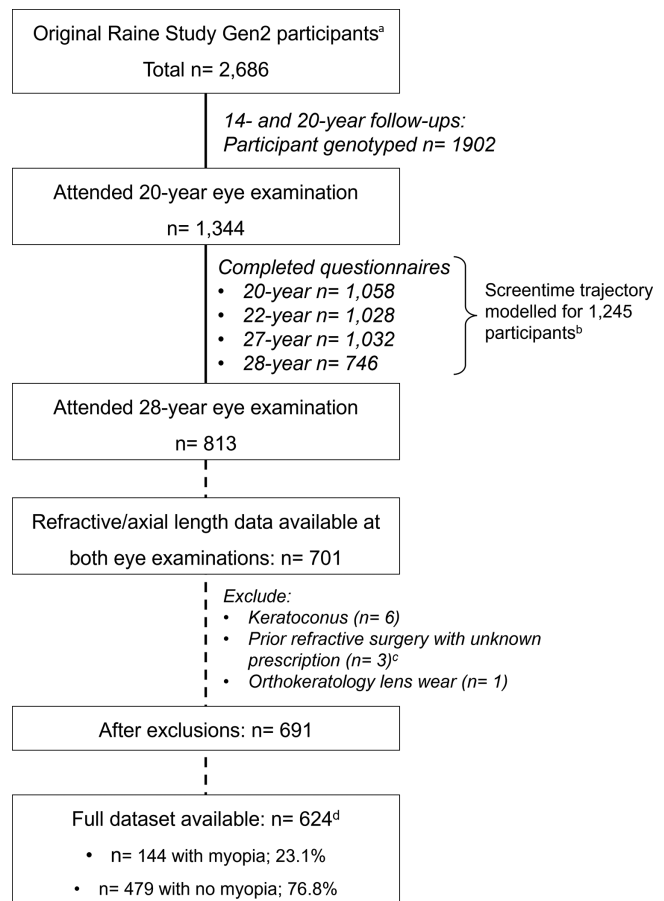 Original Raine Study Gen2 participantsᵃ
Total n= 2,686
14- and 20-year follow-ups:
Participant genotyped n= 1902
Attended 20-year eye examination
n= 1,344
Completed questionnaires
• 20-year n= 1,058
• 22-year n= 1,028
• 27-year n= 1,032
• 28-year n= 746
Screentime trajectory
modelled for 1,245
participantsᵇ
Attended 28-year eye examination
n= 813
Refractive/axial length data available at
both eye examinations: n= 701
Exclude:
• Keratoconus (n= 6)
• Prior refractive surgery with unknown
prescription (n= 3)ᶜ
• Orthokeratology lens wear (n= 1)
After exclusions: n= 691
Full dataset available: n= 624ᵈ
• n= 144 with myopia; 23.1%
• n= 479 with no myopia; 76.8%